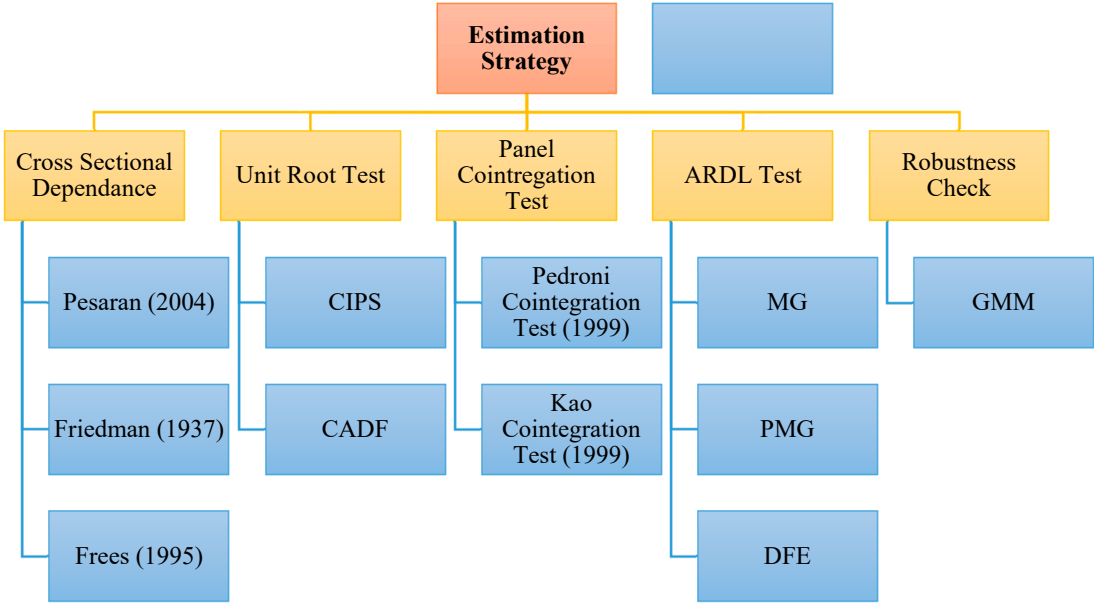 Estimation
Strategy
Cross Sectional
Dependance
Unit Root Test
Panel
Cointregation
Test
ARDL Test
Robustness
Check
Pesaran (2004)
CIPS
Pedroni
Cointegration
Test (1999)
MG
GMM
Friedman (1937)
CADF
Kao
Cointegration
Test (1999)
PMG
Frees (1995)
DFE